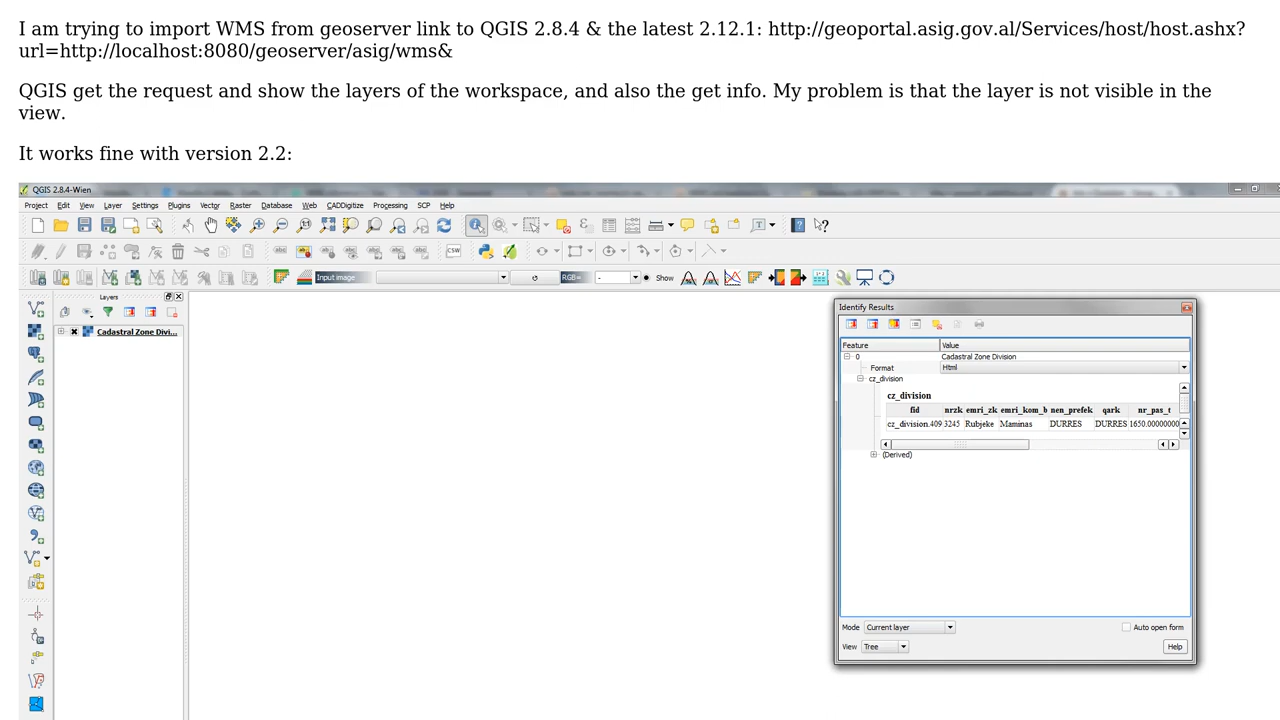 I am trying to import WMS from geoserver link to QGIS 2.8.4 & the latest 2.12.1: http://geoportal.asig.gov.al/Services/host/host.ashx?
url=http://localhost:8080/geoserver/asig/wms&
QGIS get the request and show the layers of the workspace, and also the get info. My problem is that the layer is not visible in the
view.
It works fine with version 2.2:
QGIS 2.8.4-Wien
Project Edit View Layer Settings Plugins Vector Raster Database Web CADDigitize Processing SCP Help
CSW
Input image RGB= - Show
Layers
Cadastral Zone Divi...
Identify Results
Feature Value
0 Cadastral Zone Division
Format Html
cz_division
cz_division
fid nrzk emri_zk emri_kom_b nen_prefek qark nr_pas_t
cz_division.409 3245 Rubjeke Maminas DURRES DURRES 1650.00000000
(Derived)
Mode Current layer Auto open form
View Tree Help